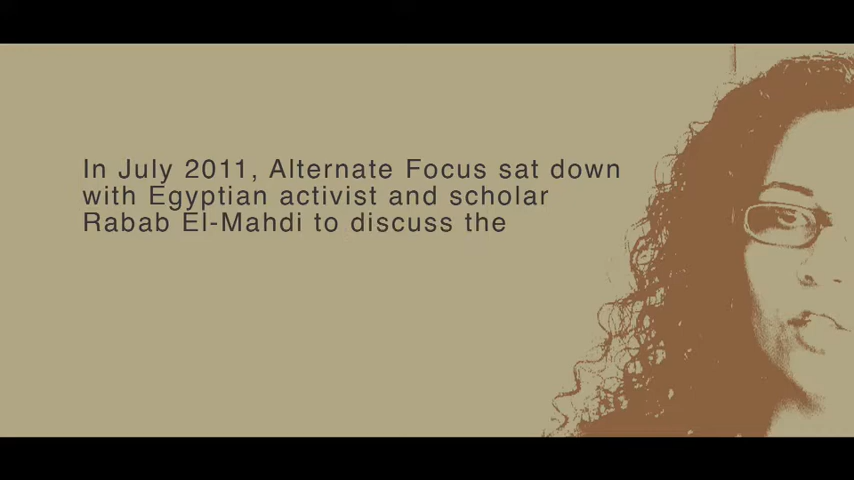 In July 2011, Alternate Focus sat down
with Egyptian activist and scholar
Rabab El-Mahdi to discuss the